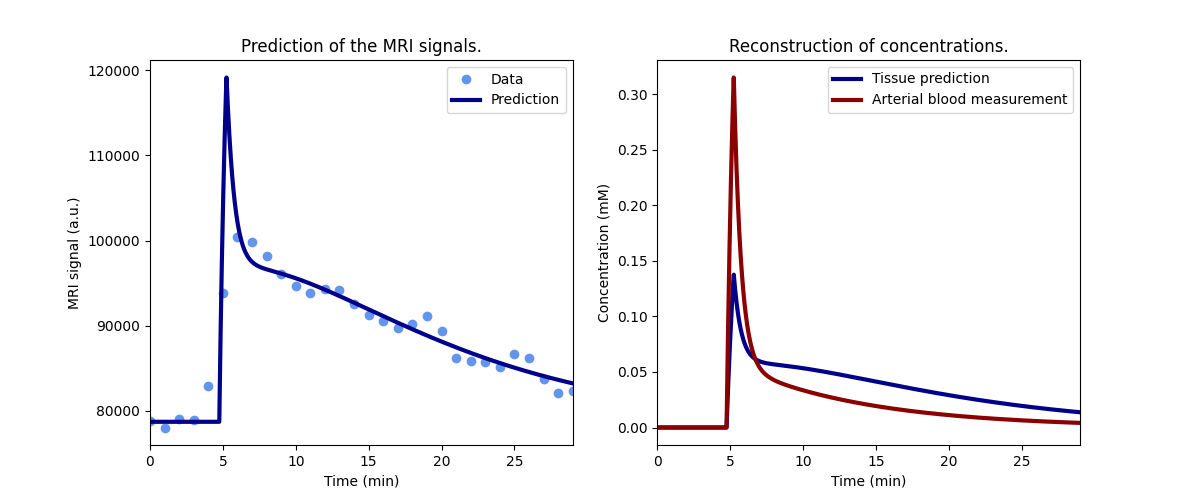 Prediction of the MRI signals.
MRI signal (a.u.)
120000
110000
100000
90000
80000
0
5
10
15
20
25
Time (min)
Data
Prediction
Reconstruction of concentrations.
Concentration (mM)
0.30
0.25
0.20
0.15
0.10
0.05
0.00
0
5
10
15
20
25
Time (min)
Tissue prediction
Arterial blood measurement